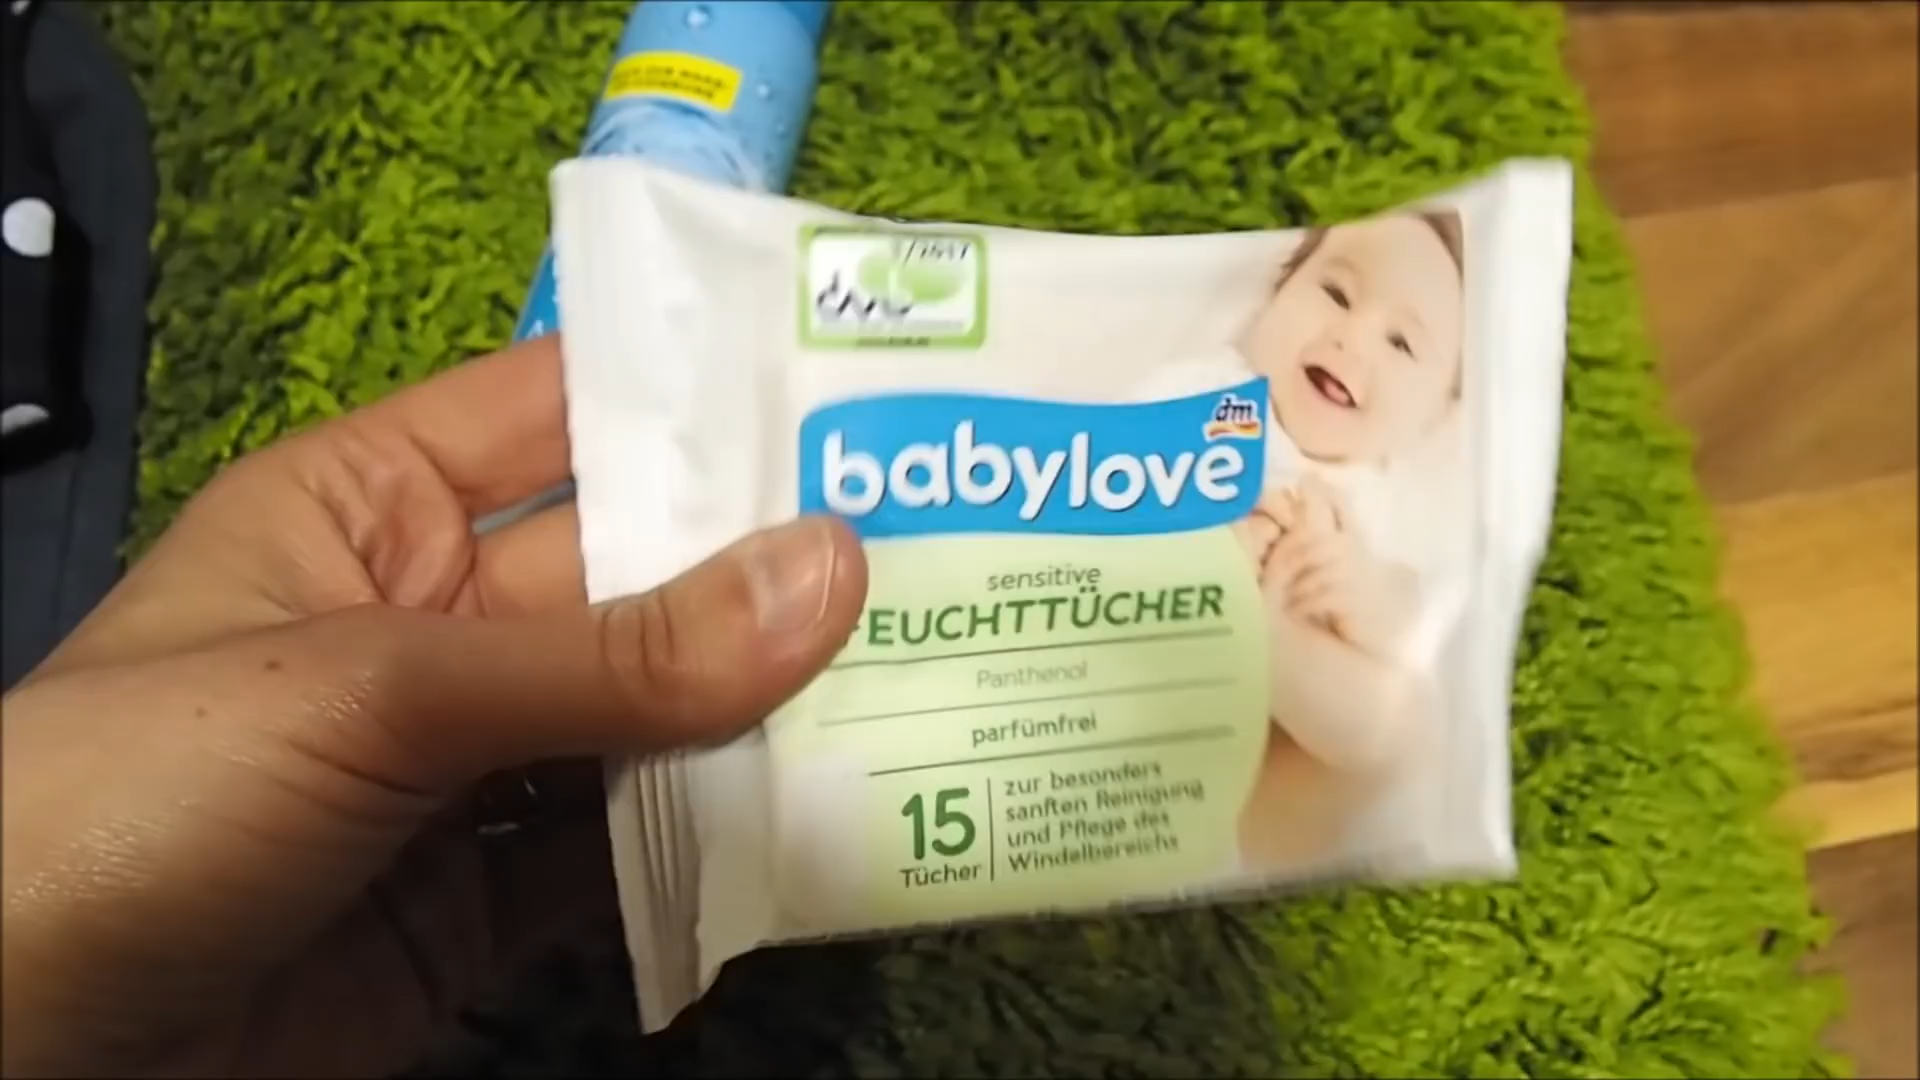 dm
babylove
sensitive
FEUCHTTÜCHER
Panthenol
parfümfrei
15
Tücher
zur besonders
sanften Reinigung
und Pflege des
Windelbereichs